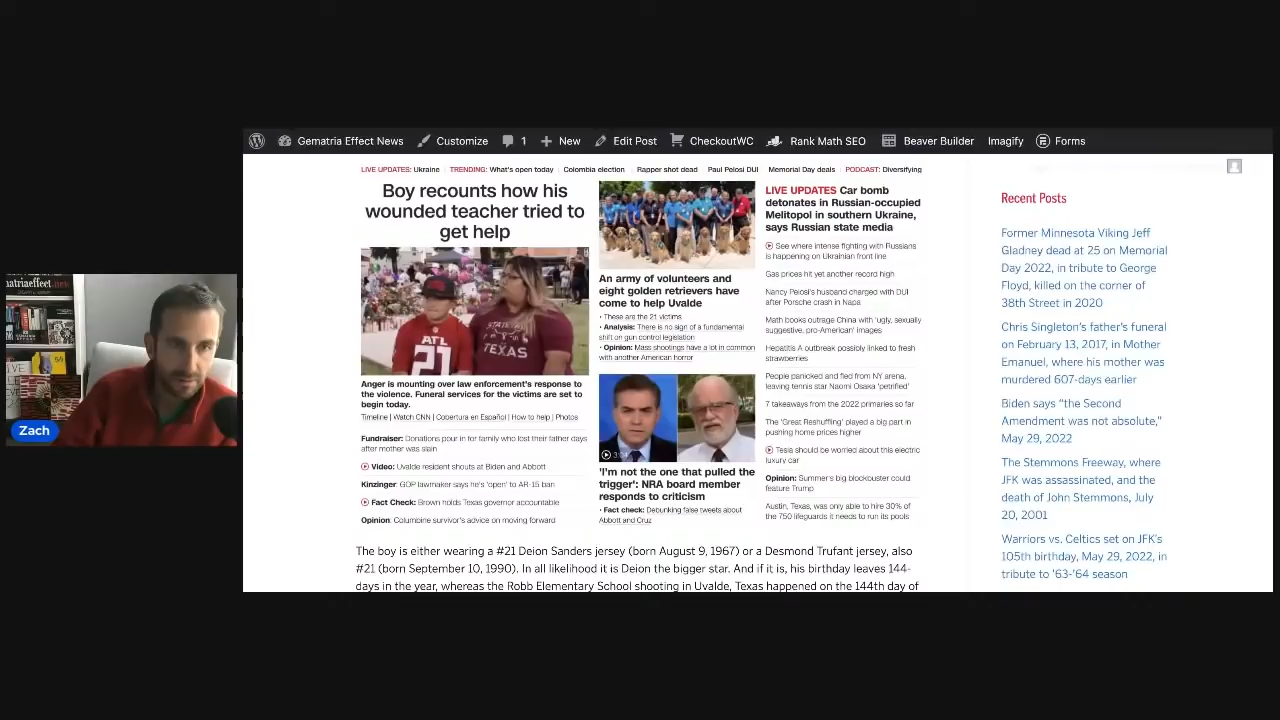 Gematria Effect News Customize 1 New Edit Post CheckoutWC Rank Math SEO Beaver Builder Imagify Forms
LIVE UPDATES: Ukraine TRENDING: What's open today Colombia election Rapper shot dead Paul Pelosi DUI Memorial Day deals PODCAST: Diversifying
Boy recounts how his
wounded teacher tried to
get help
ATL
21
TEXAS
Anger is mounting over law enforcement's response to
the violence. Funeral services for the victims are set to
begin today.
Timeline | Watch CNN | Cobertura en Español | How to help | Photos
Fundraiser: Donations pour in for family who lost their father days
after mother was slain
Video: Uvalde resident shouts at Biden and Abbott
Kinzinger: GOP lawmaker says he's 'open' to AR-15 ban
Fact Check: Brown holds Texas governor accountable
Opinion: Columbine survivor's advice on moving forward
An army of volunteers and
eight golden retrievers have
come to help Uvalde
• These are the 21 victims
• Analysis: There is no sign of a fundamental
shift on gun control legislation
• Opinion: Mass shootings have a lot in common
with another American horror
3:04
'I'm not the one that pulled the
trigger': NRA board member
responds to criticism
• Fact check: Debunking false tweets about
Abbott and Cruz
LIVE UPDATES Car bomb
detonates in Russian-occupied
Melitopol in southern Ukraine,
says Russian state media
See where intense fighting with Russians
is happening on Ukrainian front line
Gas prices hit yet another record high
Nancy Pelosi's husband charged with DUI
after Porsche crash in Napa
Math books outrage China with 'ugly, sexually
suggestive, pro-American' images
Hepatitis A outbreak possibly linked to fresh
strawberries
People panicked and fled from NY arena,
leaving tennis star Naomi Osaka 'petrified'
7 takeaways from the 2022 primaries so far
The 'Great Reshuffling' played a big part in
pushing home prices higher
Tesla should be worried about this electric
luxury car
Opinion: Summer's big blockbuster could
feature Trump
Austin, Texas, was only able to hire 30% of
the 750 lifeguards it needs to run its pools
The boy is either wearing a #21 Deion Sanders jersey (born August 9, 1967) or a Desmond Trufant jersey, also
#21 (born September 10, 1990). In all likelihood it is Deion the bigger star. And if it is, his birthday leaves 144-
days in the year, whereas the Robb Elementary School shooting in Uvalde, Texas happened on the 144th day of
Recent Posts
Former Minnesota Viking Jeff
Gladney dead at 25 on Memorial
Day 2022, in tribute to George
Floyd, killed on the corner of
38th Street in 2020
Chris Singleton's father's funeral
on February 13, 2017, in Mother
Emanuel, where his mother was
murdered 607-days earlier
Biden says “the Second
Amendment was not absolute,”
May 29, 2022
The Stemmons Freeway, where
JFK was assassinated, and the
death of John Stemmons, July
20, 2001
Warriors vs. Celtics set on JFK's
105th birthday, May 29, 2022, in
tribute to '63-'64 season
Zach